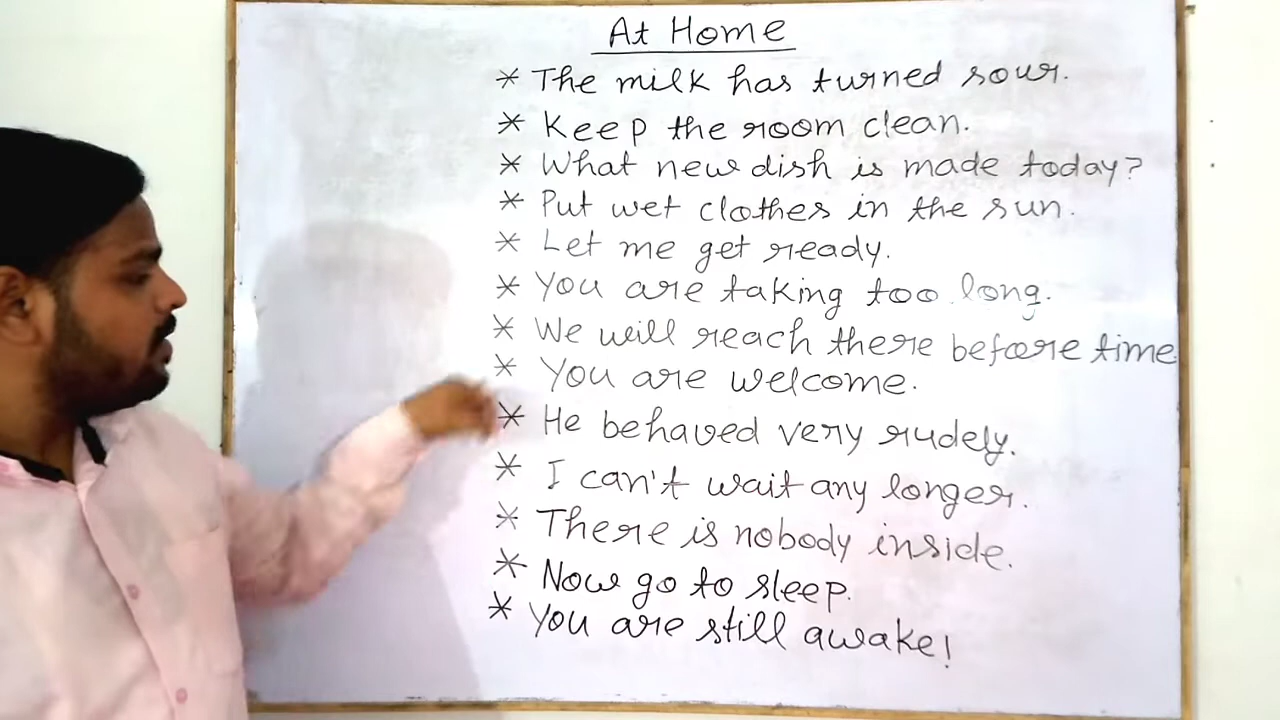 At Home
* The milk has turned sour.
* Keep the room clean.
* What new dish is made today?
* Put wet clothes in the sun.
* Let me get ready.
* You are taking too long.
* We will reach there before time.
* You are welcome.
* He behaved very rudely.
* I can't wait any longer.
* There is nobody inside.
* Now go to sleep.
* You are still awake!